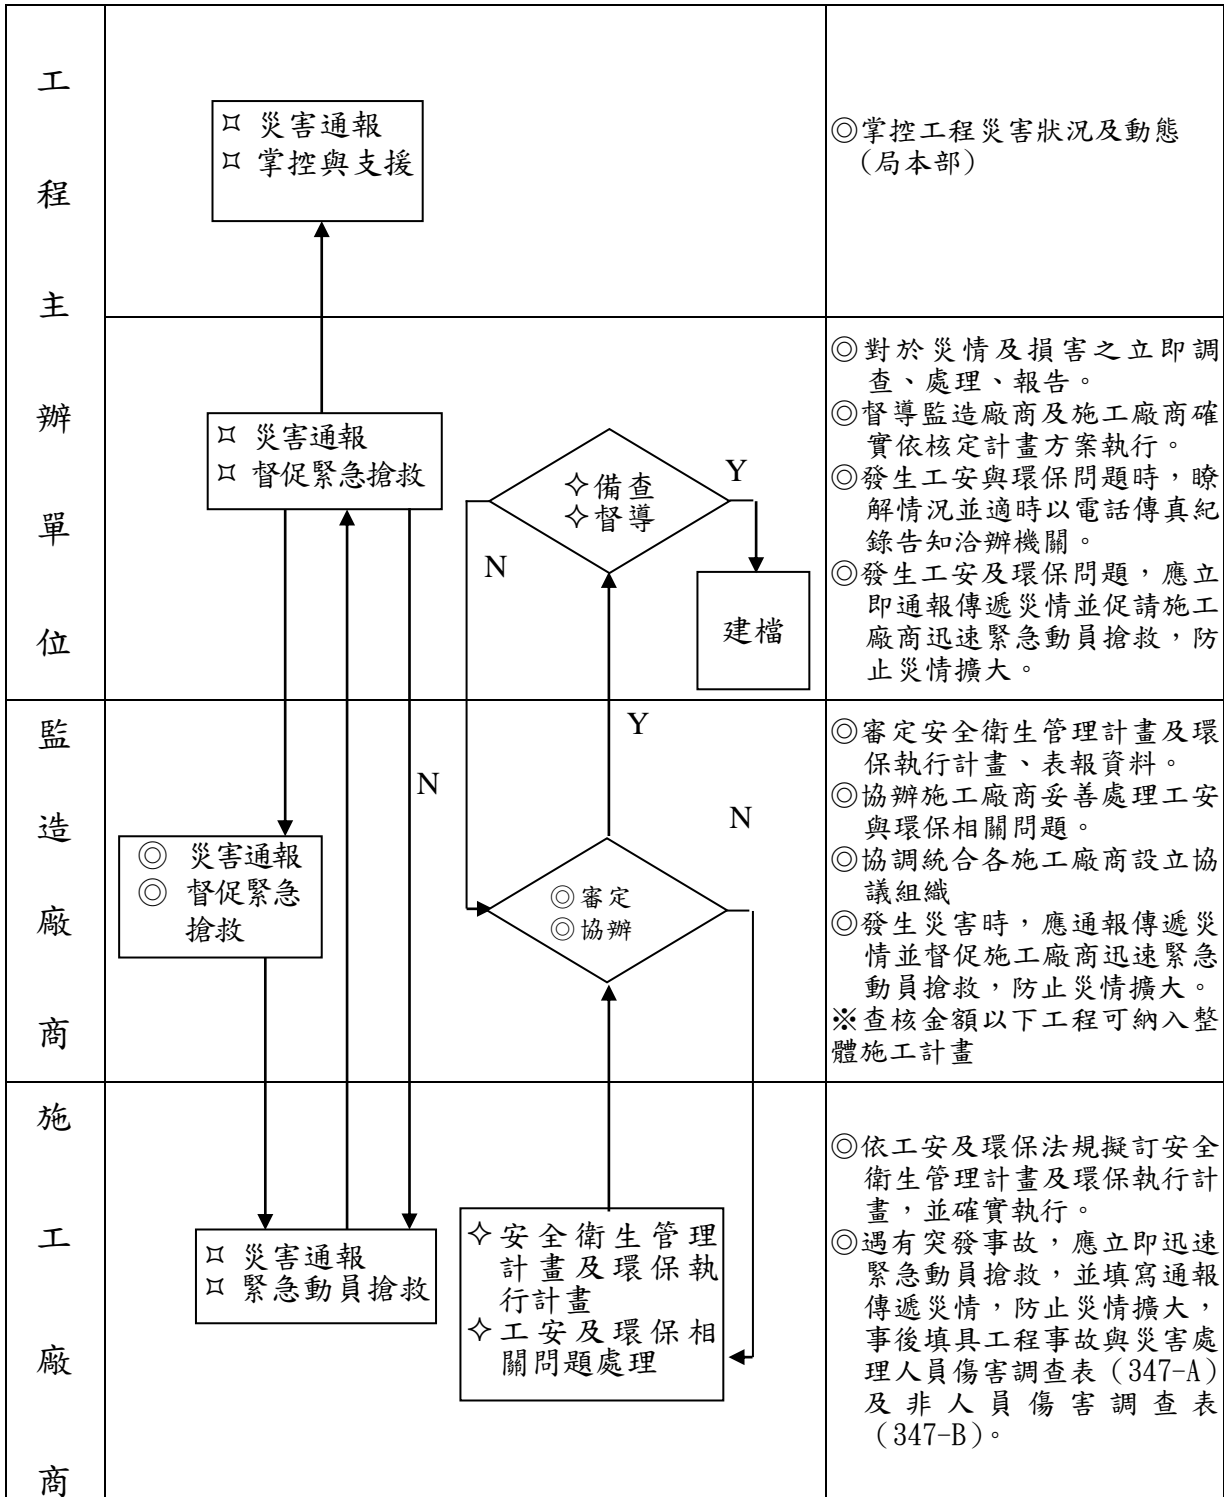 工程主辦單位
¤ 災害通報
¤ 掌控與支援
◎掌控工程災害狀況及動態
(局本部)
¤ 災害通報
¤ 督促緊急搶救
✧備查
✧督導
Y
N
建檔
◎對於災情及損害之立即調
查、處理、報告。
◎督導監造廠商及施工廠商確
實依核定計畫方案執行。
◎發生工安與環保問題時，瞭
解情況並適時以電話傳真紀
錄告知洽辦機關。
◎發生工安及環保問題，應立
即通報傳遞災情並促請施工
廠商迅速緊急動員搶救，防
止災情擴大。
監造廠商
Y
N
N
◎ 災害通報
◎ 督促緊急
搶救
◎審定
◎協辦
◎審定安全衛生管理計畫及環
保執行計畫、表報資料。
◎協辦施工廠商妥善處理工安
與環保相關問題。
◎協調統合各施工廠商設立協
議組織
◎發生災害時，應通報傳遞災
情並督促施工廠商迅速緊急
動員搶救，防止災情擴大。
※查核金額以下工程可納入整
體施工計畫
施工廠商
¤ 災害通報
¤ 緊急動員搶救
✧安全衛生管理
計畫及環保執
行計畫
✧工安及環保相
關問題處理
◎依工安及環保法規擬訂安全
衛生管理計畫及環保執行計
畫，並確實執行。
◎遇有突發事故，應立即迅速
緊急動員搶救，並填寫通報
傳遞災情，防止災情擴大，
事後填具工程事故與災害處
理人員傷害調查表（347-A）
及非人員傷害調查表
（347-B）。